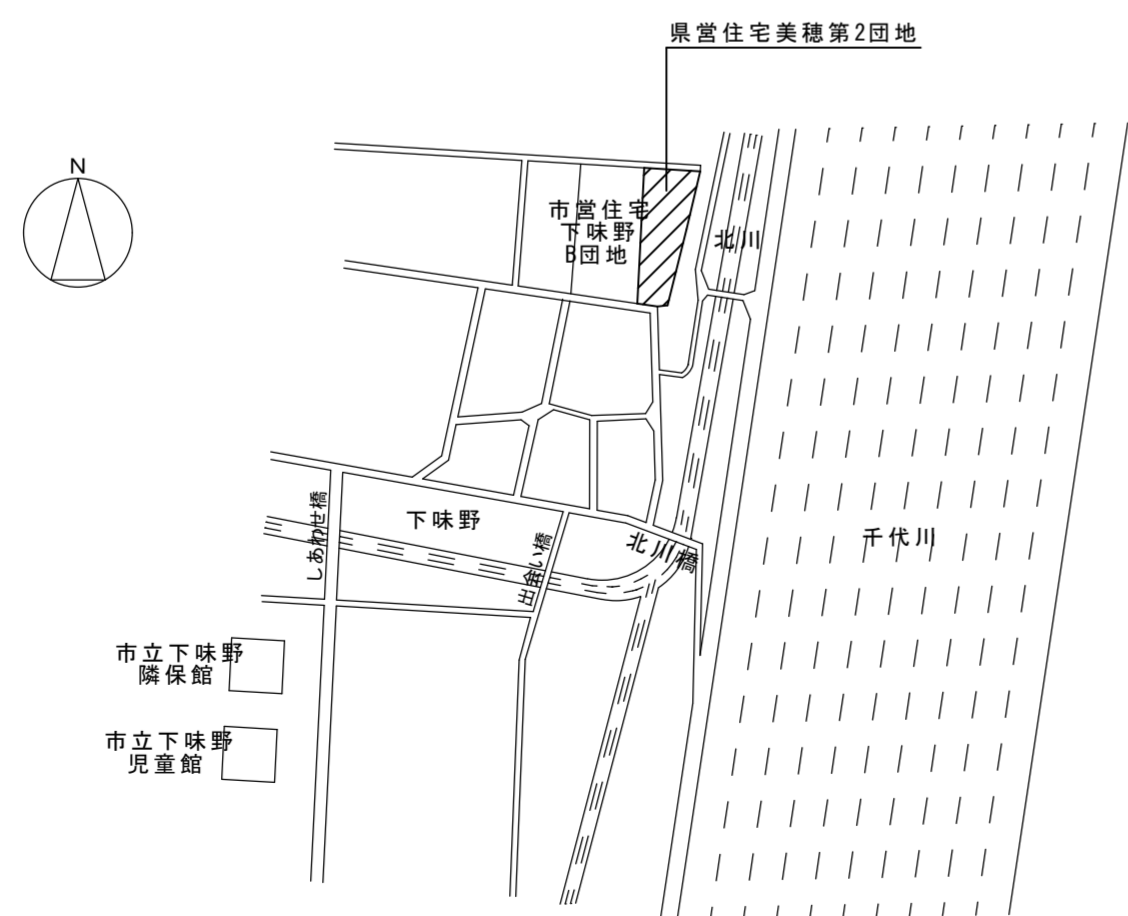 県営住宅美穂第2団地
N
市営住宅
下味野
B団地
北川
しあわせ橋
下味野
出会い橋
北川橋
千代川
市立下味野
隣保館
市立下味野
児童館